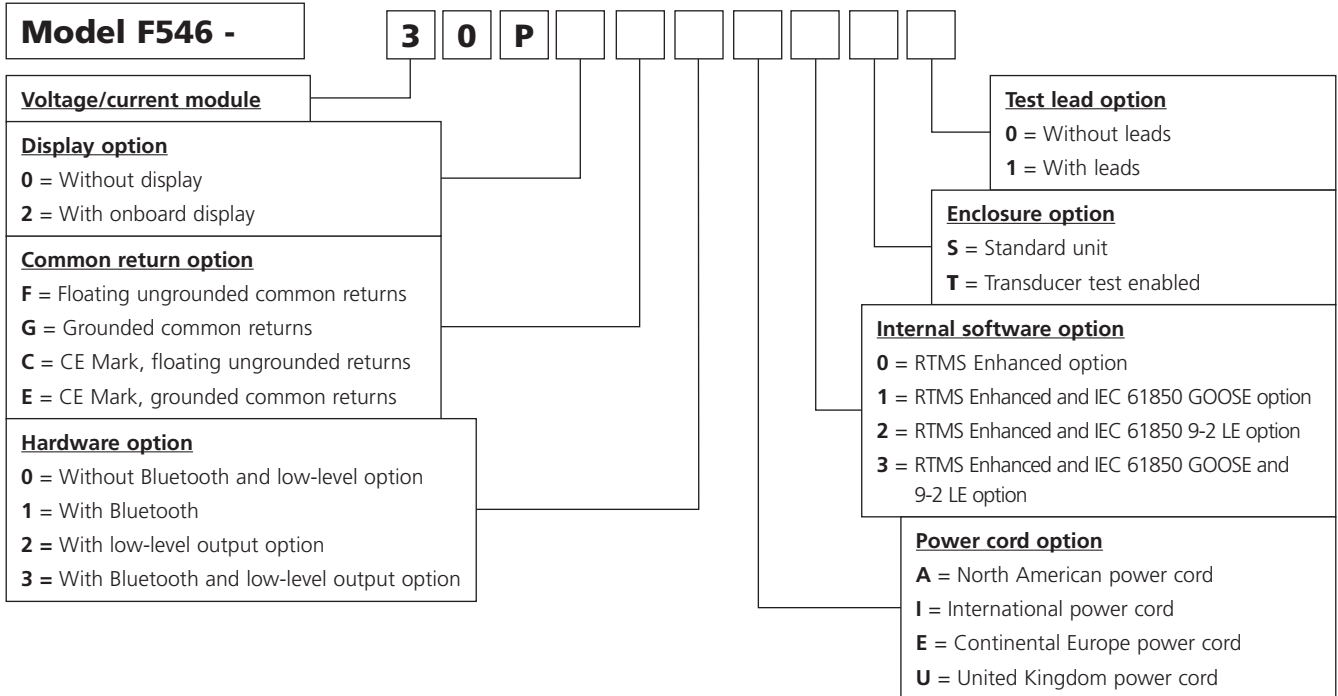 Model F546 - 3 0 P
Voltage/current module
Display option
0 = Without display
2 = With onboard display
Common return option
F = Floating ungrounded common returns
G = Grounded common returns
C = CE Mark, floating ungrounded returns
E = CE Mark, grounded common returns
Hardware option
0 = Without Bluetooth and low-level option
1 = With Bluetooth
2 = With low-level output option
3 = With Bluetooth and low-level output option
Test lead option
0 = Without leads
1 = With leads
Enclosure option
S = Standard unit
T = Transducer test enabled
Internal software option
0 = RTMS Enhanced option
1 = RTMS Enhanced and IEC 61850 GOOSE option
2 = RTMS Enhanced and IEC 61850 9-2 LE option
3 = RTMS Enhanced and IEC 61850 GOOSE and
9-2 LE option
Power cord option
A = North American power cord
I = International power cord
E = Continental Europe power cord
U = United Kingdom power cord